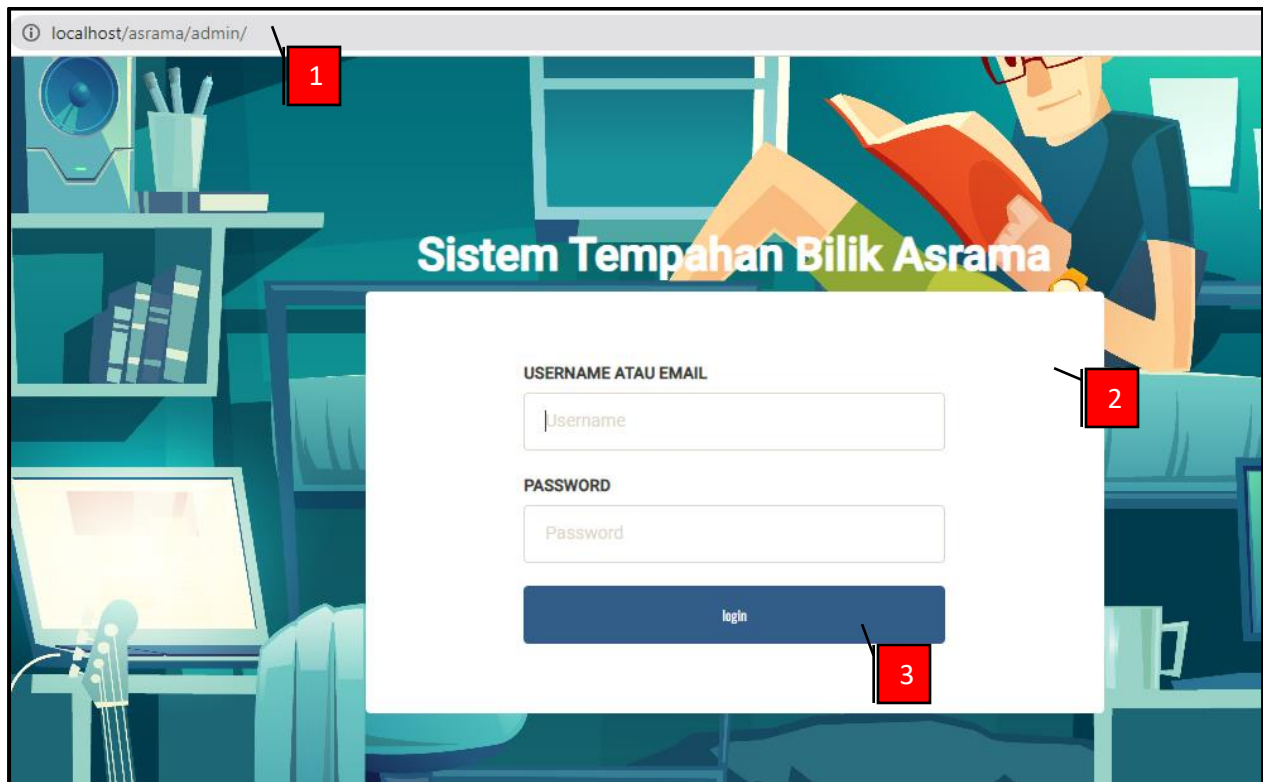 localhost/asrama/admin/
1
Sistem Tempahan Bilik Asrama
USERNAME ATAU EMAIL
2
Username
PASSWORD
Password
login
3